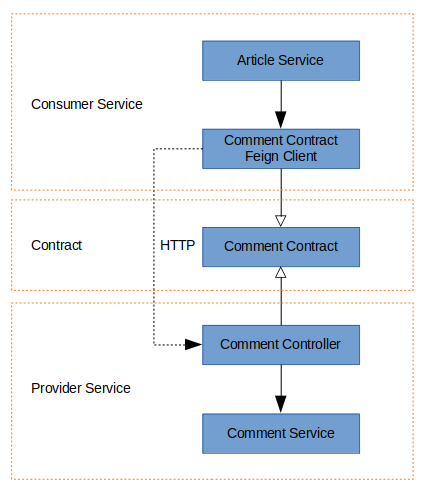 Article Service
Consumer Service
Comment Contract
Feign Client
Contract
HTTP
Comment Contract
Comment Controller
Provider Service
Comment Service